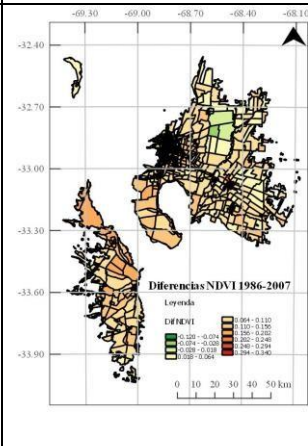 -69.30 -69.00 -68.70 -68.40 -68.10
-32.40
-32.70
-33.00
-33.30
-33.60
-33.90
Diferencias NDVI 1986-2007
Leyenda
Dif NDVI
-0.120 - -0.074
-0.074 - -0.028
-0.028 - 0.018
0.018 - 0.064
0.064 - 0.110
0.110 - 0.156
0.156 - 0.202
0.202 - 0.248
0.248 - 0.294
0.294 - 0.340
0 10 20 30 40 50 km